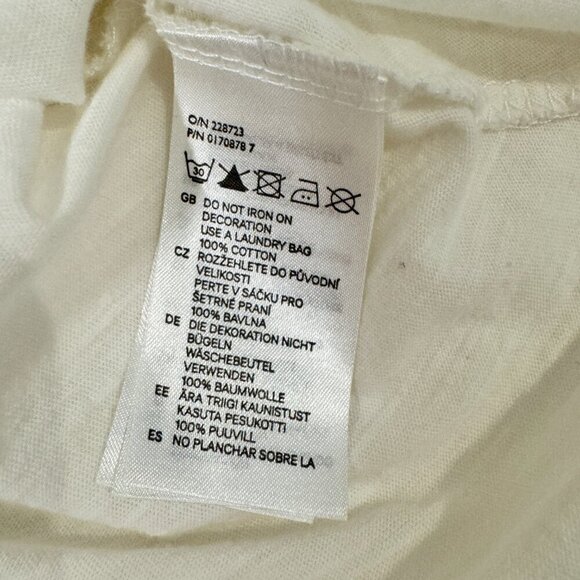 O/N 228723
P/N 0170878 7
30
GB DO NOT IRON ON
DECORATION
USE A LAUNDRY BAG
100% COTTON
CZ ROZŽEHLETE DO PŮVODNÍ
VELIKOSTI
PERTE V SÁČKU PRO
ŠETRNÉ PRANÍ
100% BAVLNA
DE DIE DEKORATION NICHT
BÜGELN
WÄSCHEBEUTEL
VERWENDEN
100% BAUMWOLLE
EE ÄRA TRIIGI KAUNISTUST
KASUTA PESUKOTTI
100% PUUVILL
ES NO PLANCHAR SOBRE LA